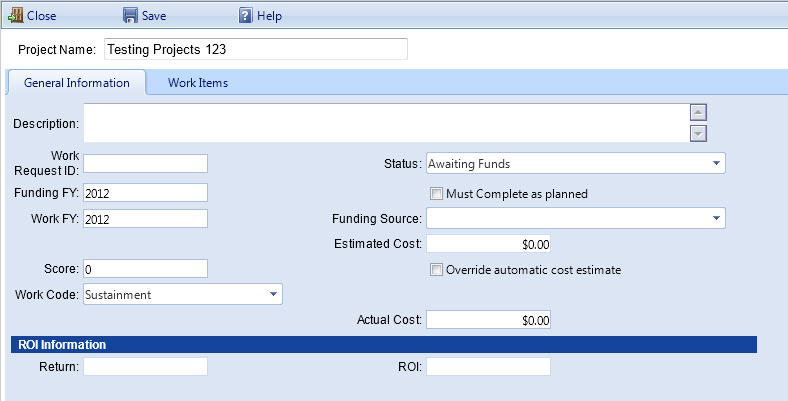 Close Save Help
Project Name: Testing Projects 123
General Information Work Items
Description:
Work Request ID:
Status: Awaiting Funds
Funding FY: 2012
Must Complete as planned
Work FY: 2012
Funding Source:
Estimated Cost: $0.00
Score: 0
Override automatic cost estimate
Work Code: Sustainment
Actual Cost: $0.00
ROI Information
Return: ROI: